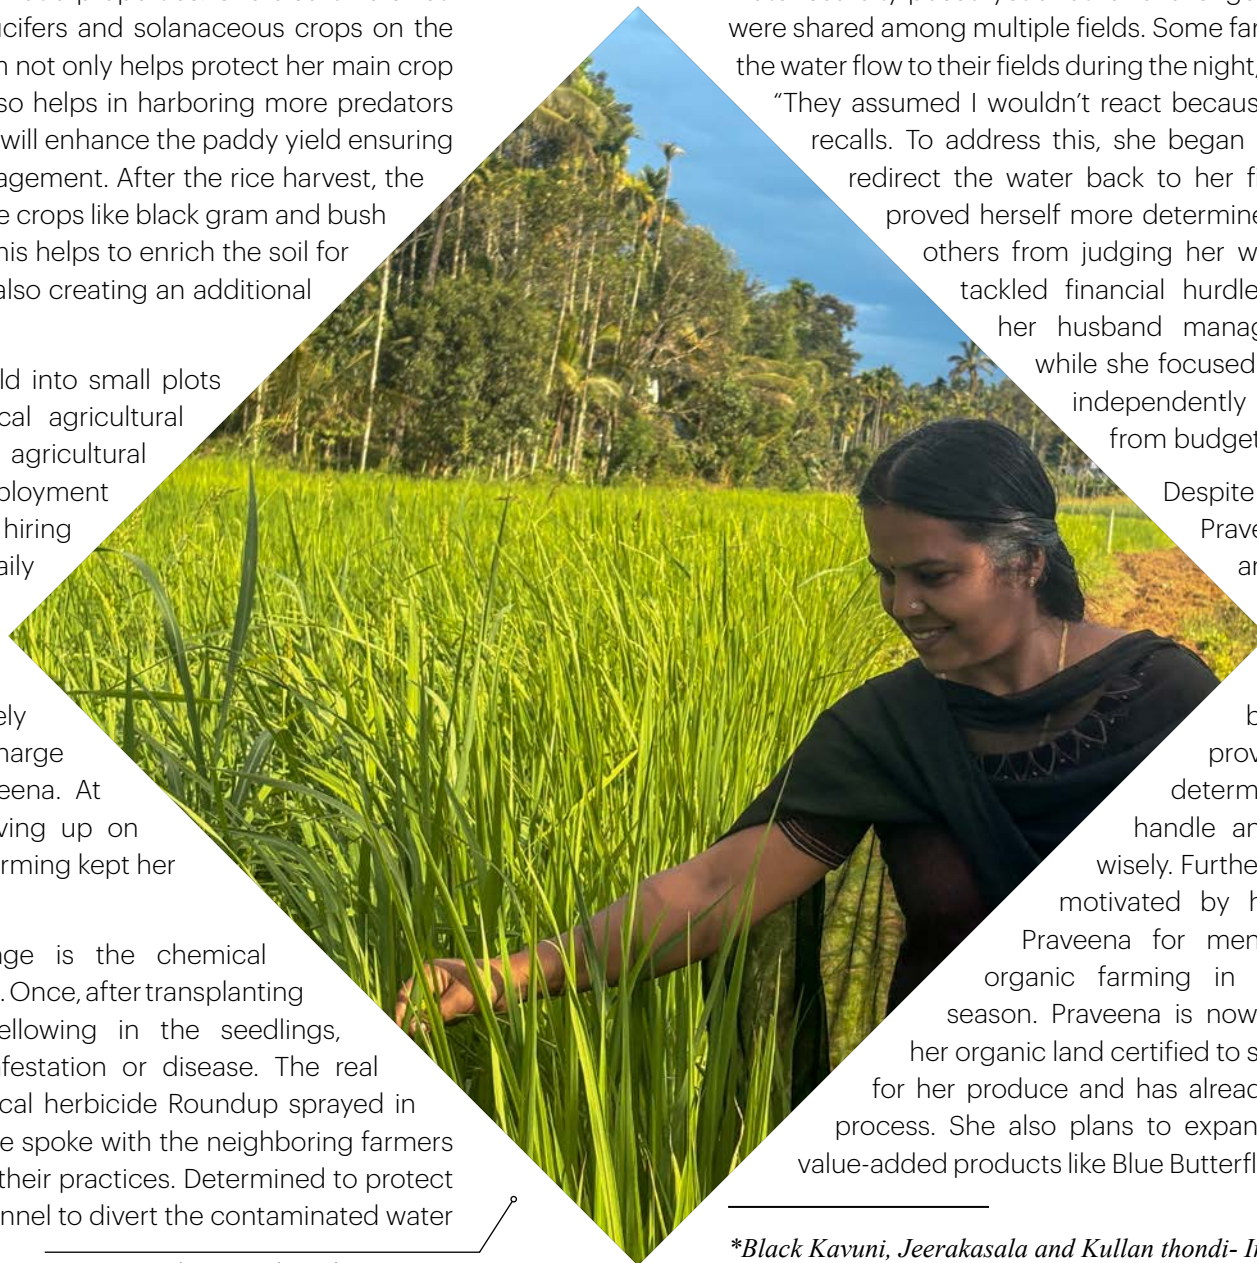 ucifers and solanaceous crops on the
not only helps protect her main crop
so helps in harboring more predators
will enhance the paddy yield ensuring
agement. After the rice harvest, the
e crops like black gram and bush
his helps to enrich the soil for
also creating an additional
ld into small plots
cal agricultural
agricultural
ployment
hiring
aily
ely
harge
eena. At
ving up on
rming kept her
nge is the chemical
. Once, after transplanting
ellowing in the seedlings,
nfestation or disease. The real
cal herbicide Roundup sprayed in
e spoke with the neighboring farmers
their practices. Determined to protect
nnel to divert the contaminated water
were shared among multiple fields. Some far
the water flow to their fields during the night,
“They assumed I wouldn’t react becaus
recalls. To address this, she began
redirect the water back to her f
proved herself more determine
others from judging her w
tackled financial hurdle
her husband manag
while she focused
independently
from budget
Despite
Prave
ar
b
prov
determ
handle an
wisely. Furthe
motivated by h
Praveena for men
organic farming in
season. Praveena is now
her organic land certified to s
for her produce and has alread
process. She also plans to expan
value-added products like Blue Butterfl
*Black Kavuni, Jeerakasala and Kullan thondi- I